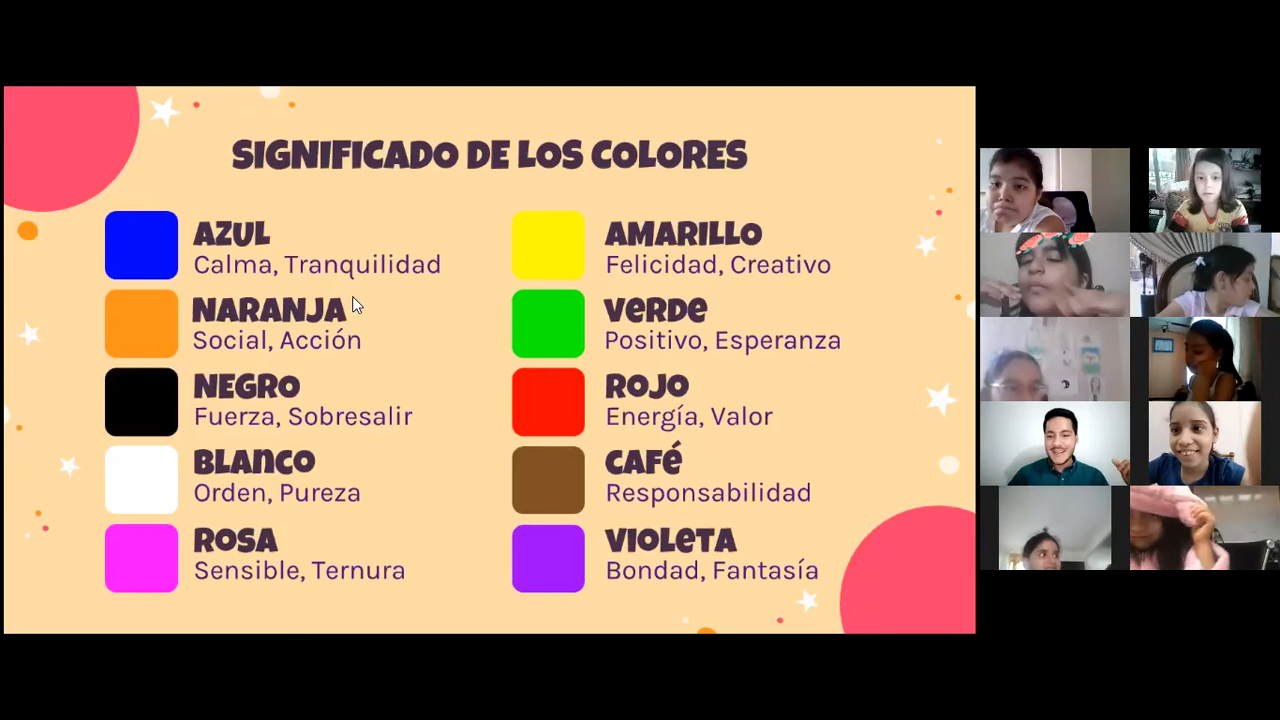 SIGNIFICADO DE LOS COLORES
AZUL
Calma, Tranquilidad
NARANJA
Social, Acción
NEGRO
Fuerza, Sobresalir
BLANCO
Orden, Pureza
ROSA
Sensible, Ternura
AMARILLO
Felicidad, Creativo
VERDE
Positivo, Esperanza
ROJO
Energía, Valor
CAFÉ
Responsabilidad
VIOLETA
Bondad, Fantasía